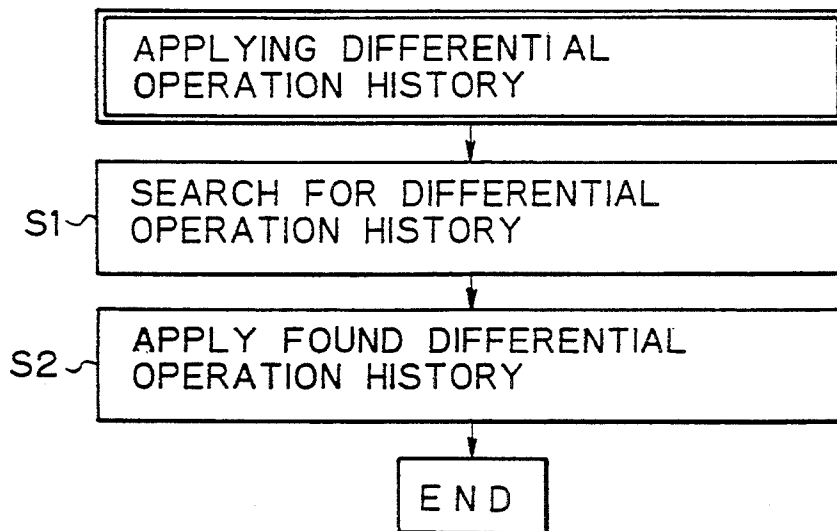 APPLYING DIFFERENTIAL
OPERATION HISTORY
S1
SEARCH FOR DIFFERENTIAL
OPERATION HISTORY
S2
APPLY FOUND DIFFERENTIAL
OPERATION HISTORY
END